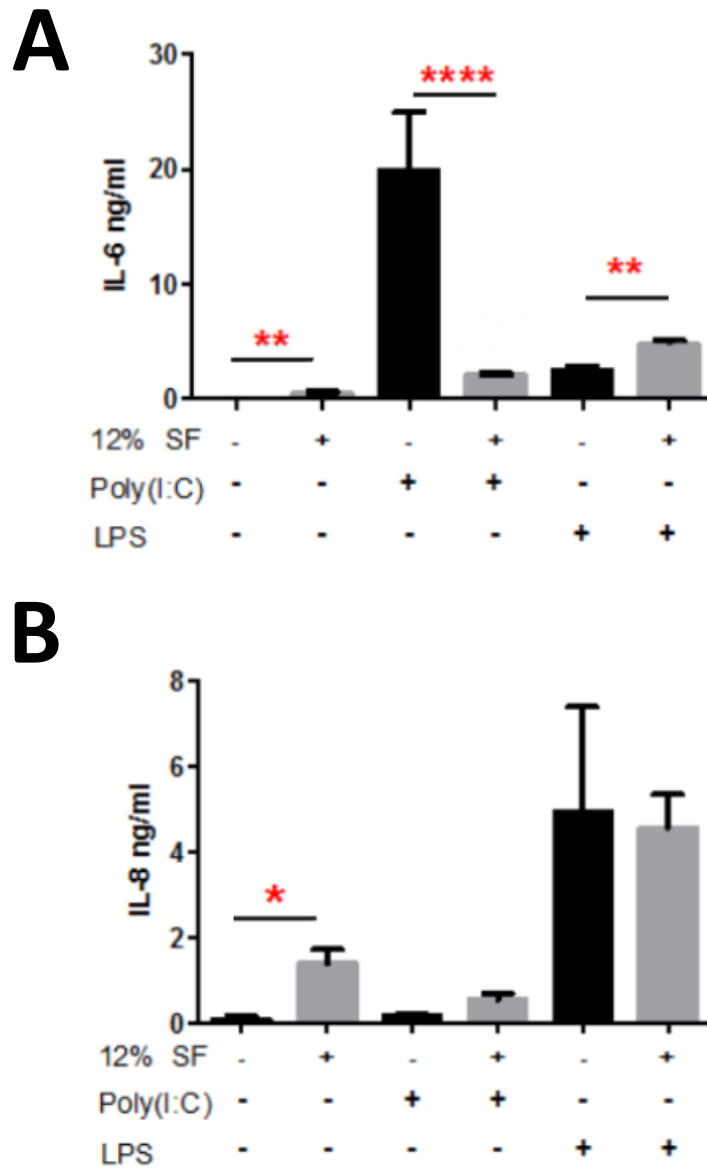 A
30
****
20
IL-6 ng/ml
10
**
**
0
12% SF - + - + - +
Poly(I:C) - - + + - -
LPS - - - - + +
B
8
6
IL-8 ng/ml
4
*
2
0
12% SF - + - + - +
Poly(I:C) - - + + - -
LPS - - - - + +